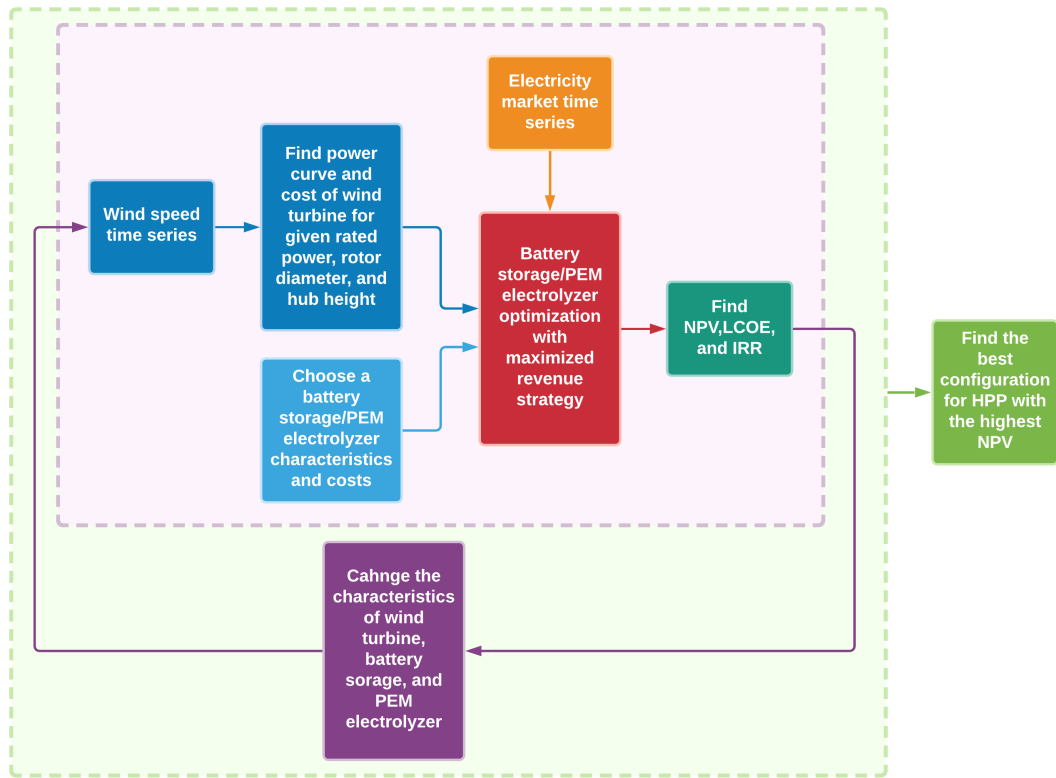 Electricity
market time
series
Find power
curve and
cost of wind
turbine for
given rated
power, rotor
diameter, and
hub height
Wind speed
time series
Battery
storage/PEM
electrolyzer
optimization
with
maximized
revenue
strategy
Find
NPV,LCOE,
and IRR
Find the
best
configuration
for HPP with
the highest
NPV
Choose a
battery
storage/PEM
electrolyzer
characteristics
and costs
Cahnge the
characteristics
of wind
turbine,
battery
sorage, and
PEM
electrolyzer